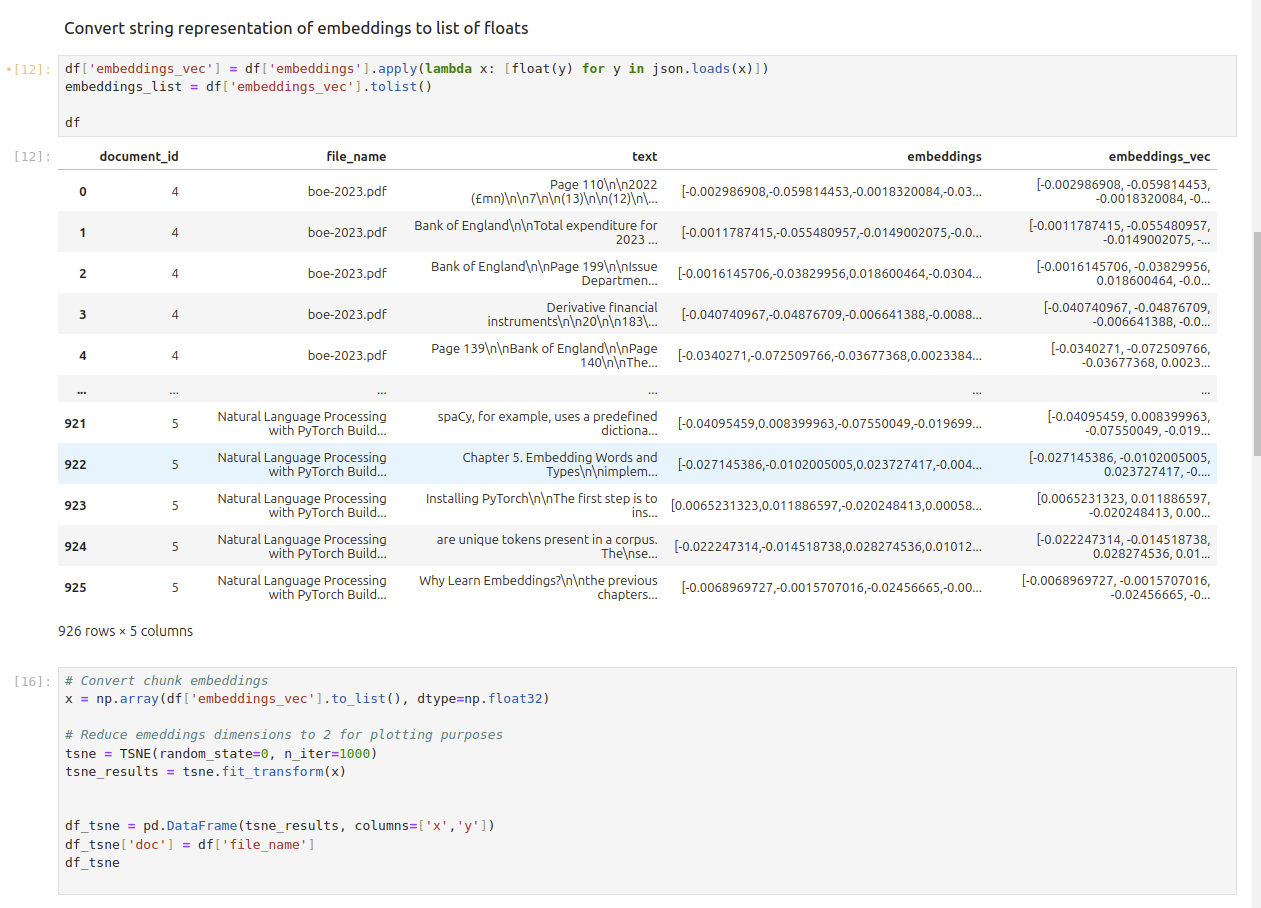 Convert string representation of embeddings to list of floats
•[12]:
df['embeddings_vec'] = df['embeddings'].apply(lambda x: [float(y) for y in json.loads(x)])
embeddings_list = df['embeddings_vec'].tolist()
df
[12]:
document_id file_name text embeddings embeddings_vec
0 4 boe-2023.pdf Page 110\n\n2022 (£mn)\n\n7\n\n(13)\n\n(12)\n\... [-0.002986908,-0.059814453,-0.0018320084,-0.03... [-0.002986908, -0.059814453, -0.0018320084, -0...
1 4 boe-2023.pdf Bank of England\n\nTotal expenditure for 2023 ... [-0.0011787415,-0.055480957,-0.0149002075,-0.0... [-0.0011787415, -0.055480957, -0.0149002075, -...
2 4 boe-2023.pdf Bank of England\n\nPage 199\n\nIssue Departmen... [-0.0016145706,-0.03829956,0.018600464,-0.0304... [-0.0016145706, -0.03829956, 0.018600464, -0.0...
3 4 boe-2023.pdf Derivative financial instruments\n\n20\n\n183\... [-0.040740967,-0.04876709,-0.006641388,-0.0088... [-0.040740967, -0.04876709, -0.006641388, -0.0...
4 4 boe-2023.pdf Page 139\n\nBank of England\n\nPage 140\n\nThe... [-0.0340271,-0.072509766,-0.03677368,0.0023384... [-0.0340271, -0.072509766, -0.03677368, 0.0023...
... ... ... ... ... ...
921 5 Natural Language Processing with PyTorch Build... spaCy, for example, uses a predefined dictiona... [-0.04095459,0.008399963,-0.07550049,-0.019699... [-0.04095459, 0.008399963, -0.07550049, -0.019...
922 5 Natural Language Processing with PyTorch Build... Chapter 5. Embedding Words and Types\n\nimplem... [-0.027145386,-0.0102005005,0.023727417,-0.004... [-0.027145386, -0.0102005005, 0.023727417, -0....
923 5 Natural Language Processing with PyTorch Build... Installing PyTorch\n\nThe first step is to ins... [0.0065231323,0.011886597,-0.020248413,0.00058... [0.0065231323, 0.011886597, -0.020248413, 0.00...
924 5 Natural Language Processing with PyTorch Build... are unique tokens present in a corpus. The\nse... [-0.022247314,-0.014518738,0.028274536,0.01012... [-0.022247314, -0.014518738, 0.028274536, 0.01...
925 5 Natural Language Processing with PyTorch Build... Why Learn Embeddings?\n\nthe previous chapters... [-0.0068969727,-0.0015707016,-0.02456665,-0.00... [-0.0068969727, -0.0015707016, -0.02456665, -0...
926 rows × 5 columns
[16]:
# Convert chunk embeddings
x = np.array(df['embeddings_vec'].to_list(), dtype=np.float32)
# Reduce emeddings dimensions to 2 for plotting purposes
tsne = TSNE(random_state=0, n_iter=1000)
tsne_results = tsne.fit_transform(x)
df_tsne = pd.DataFrame(tsne_results, columns=['x','y'])
df_tsne['doc'] = df['file_name']
df_tsne